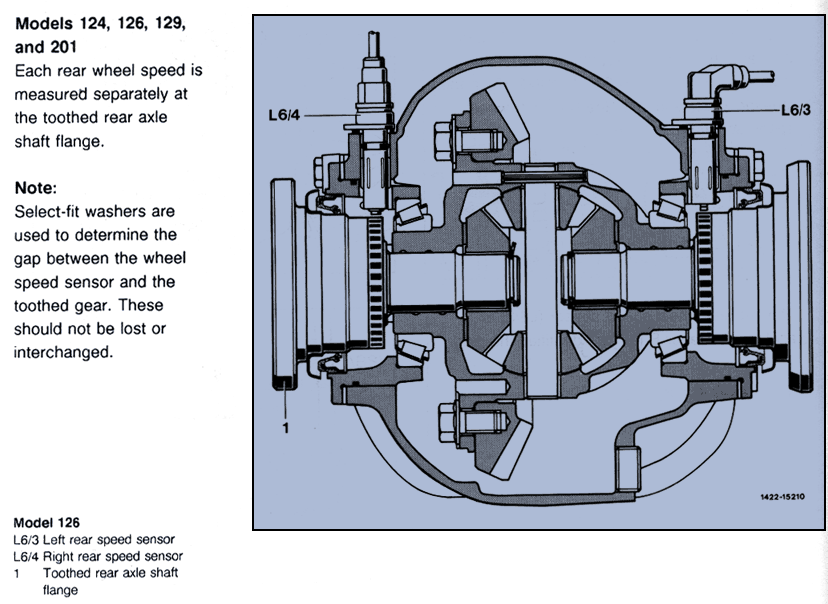 Models 124, 126, 129,
and 201
Each rear wheel speed is
measured separately at
the toothed rear axle
shaft flange.
Note:
Select-fit washers are
used to determine the
gap between the wheel
speed sensor and the
toothed gear. These
should not be lost or
interchanged.
L6/4
L6/3
1
1422-15210
Model 126
L6/3 Left rear speed sensor
L6/4 Right rear speed sensor
1 Toothed rear axle shaft
flange